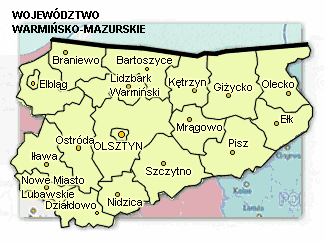 WOJEWÓDZTWO
WARMIŃSKO-MAZURSKIE
Braniewo
Bartoszyce
Lidzbark
Warmiński
Kętrzyn
Giżycko
Olecko
Elbląg
Ełk
Mrągowo
Ostróda
OLSZTYN
Pisz
Iława
Szczytno
Nowe Miasto
Lubawskie
Nidzica
Działdowo